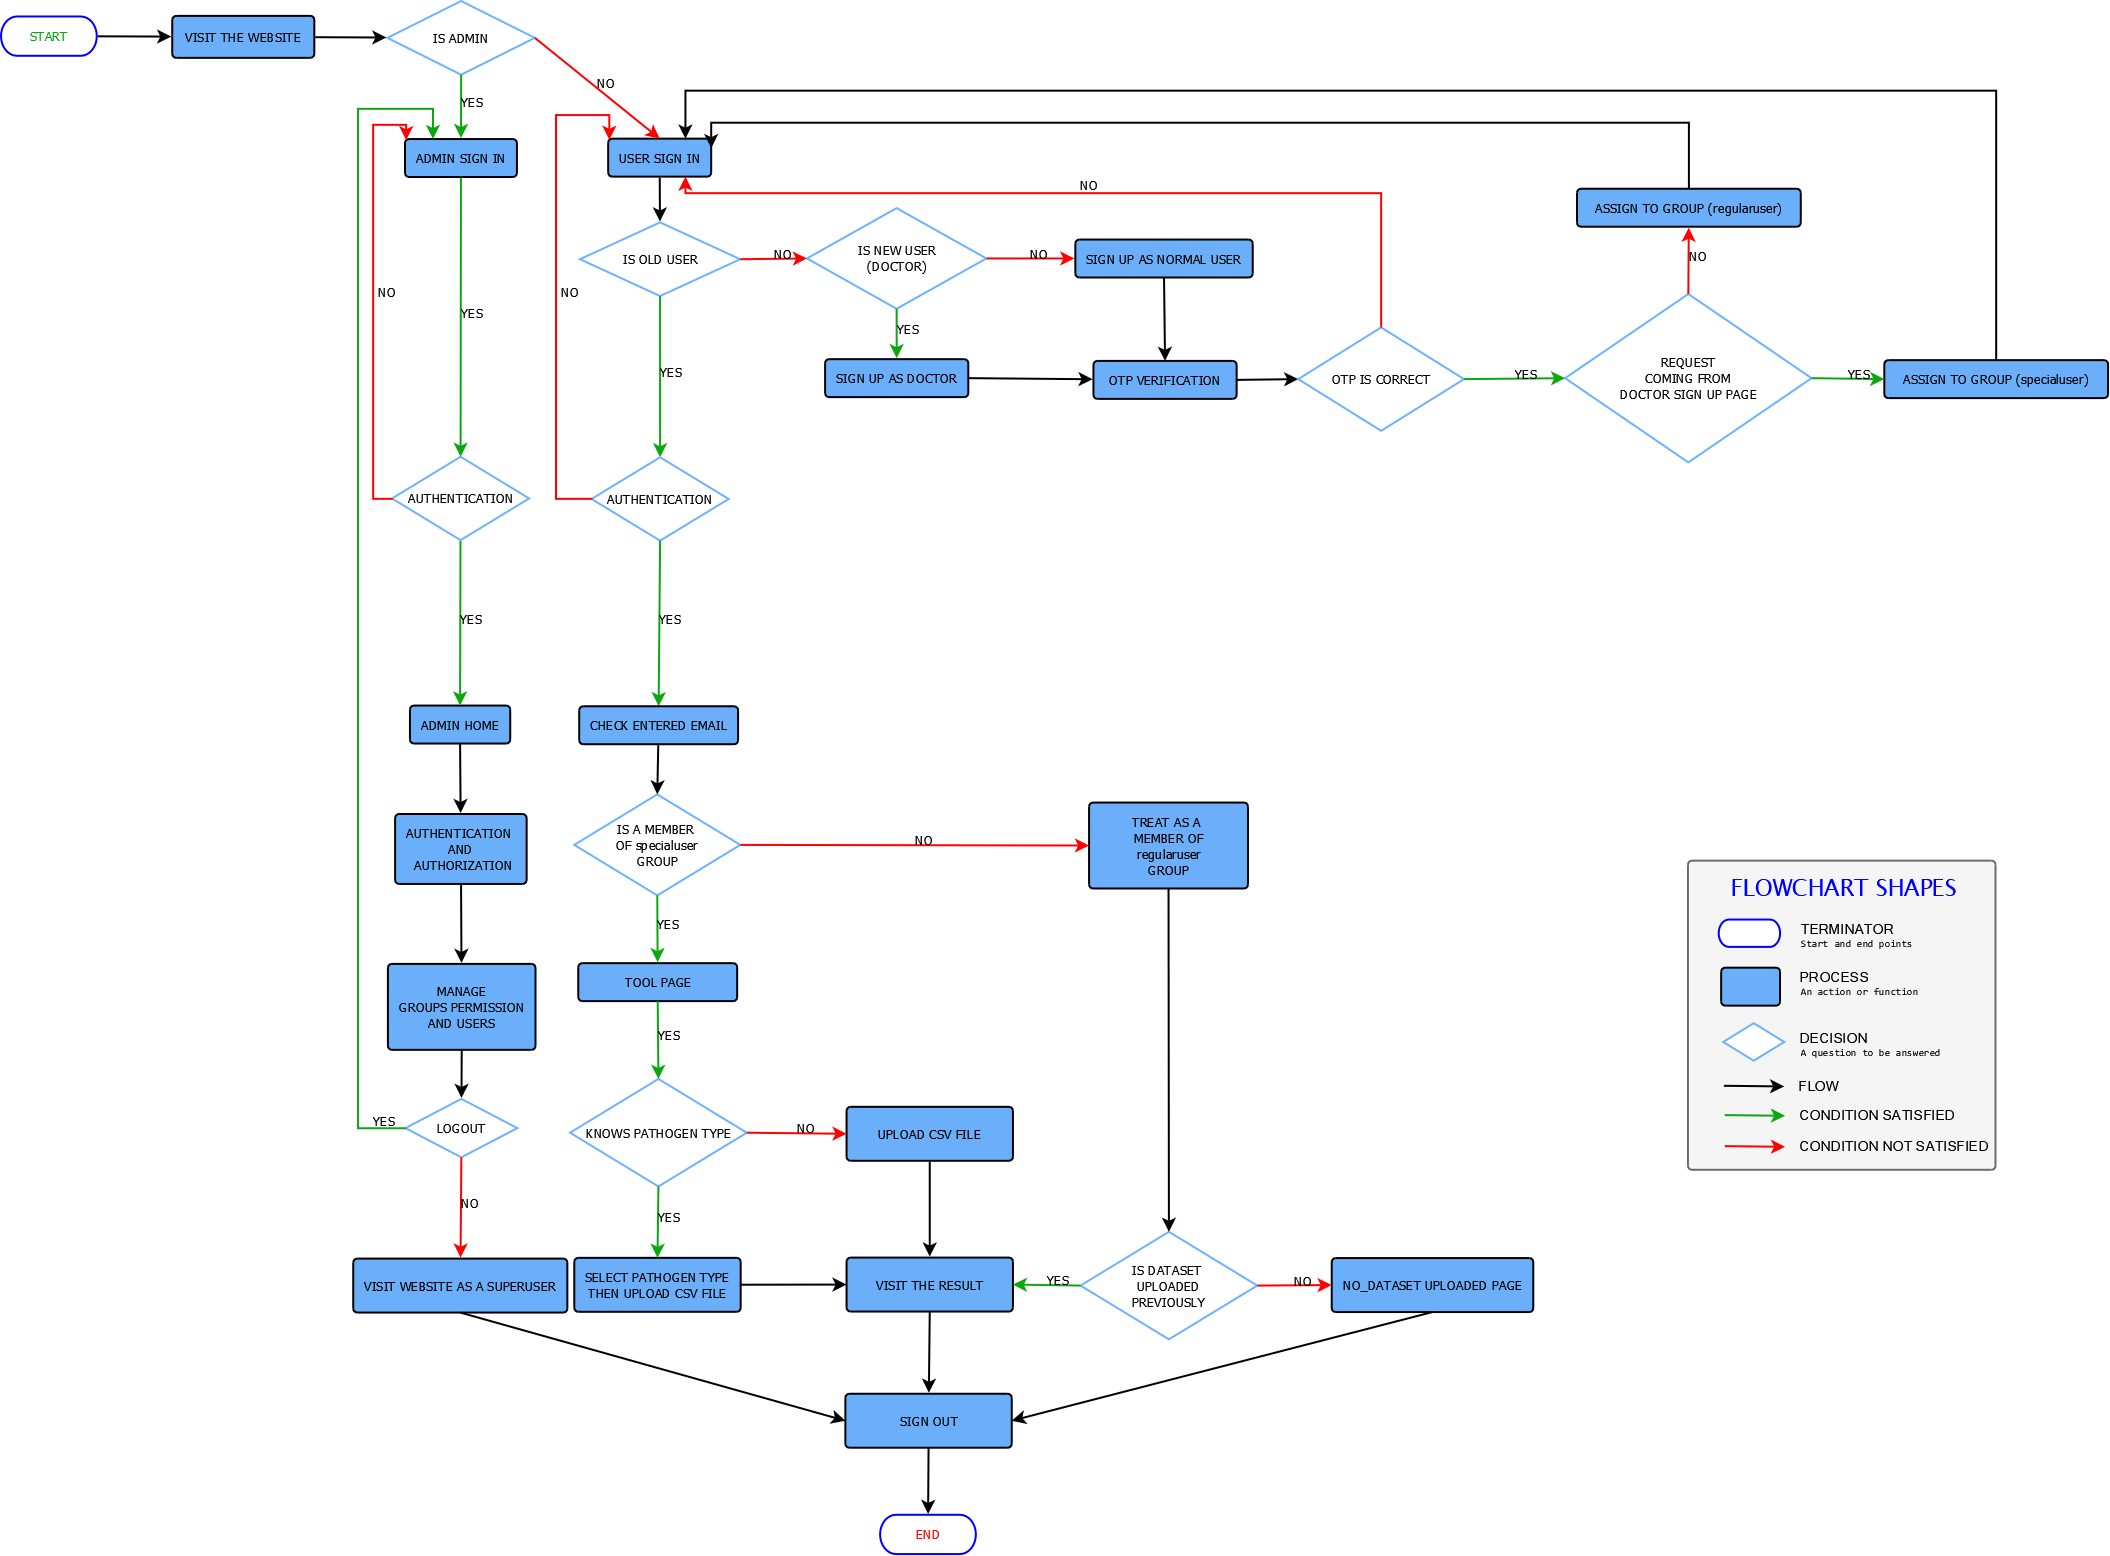 START
VISIT THE WEBSITE
IS ADMIN
NO
YES
ADMIN SIGN IN
USER SIGN IN
NO
ASSIGN TO GROUP (regularuser)
IS OLD USER
NO
IS NEW USER
(DOCTOR)
NO
SIGN UP AS NORMAL USER
NO
NO
NO
YES
YES
YES
SIGN UP AS DOCTOR
OTP VERIFICATION
OTP IS CORRECT
YES
REQUEST
COMING FROM
DOCTOR SIGN UP PAGE
YES
ASSIGN TO GROUP (specialuser)
YES
AUTHENTICATION
AUTHENTICATION
YES
YES
ADMIN HOME
CHECK ENTERED EMAIL
AUTHENTICATION
AND
AUTHORIZATION
IS A MEMBER
OF specialuser
GROUP
NO
TREAT AS A
MEMBER OF
regularuser
GROUP
YES
MANAGE
GROUPS PERMISSION
AND USERS
TOOL PAGE
YES
YES
LOGOUT
KNOWS PATHOGEN TYPE
NO
UPLOAD CSV FILE
NO
YES
VISIT WEBSITE AS A SUPERUSER
SELECT PATHOGEN TYPE
THEN UPLOAD CSV FILE
VISIT THE RESULT
YES
IS DATASET
UPLOADED
PREVIOUSLY
NO
NO_DATASET UPLOADED PAGE
SIGN OUT
END
FLOWCHART SHAPES
TERMINATOR
Start and end points
PROCESS
An action or function
DECISION
A question to be answered
FLOW
CONDITION SATISFIED
CONDITION NOT SATISFIED